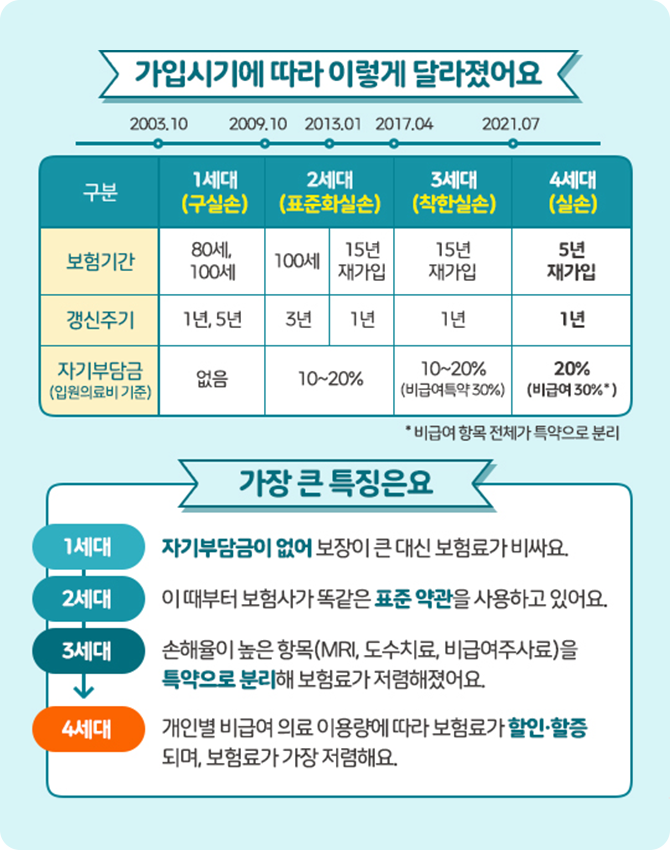 가입시기에 따라 이렇게 달라졌어요
2003.10 2009.10 2013.01 2017.04 2021.07
구분
1세대
(구실손)
2세대
(표준화실손)
3세대
(착한실손)
4세대
(실손)
보험기간
80세,
100세
100세
15년
재가입
15년
재가입
5년
재가입
갱신주기
1년, 5년
3년
1년
1년
1년
자기부담금
(입원의료비 기준)
없음
10~20%
10~20%
(비급여특약 30%)
20%
(비급여 30%*)
* 비급여 항목 전체가 특약으로 분리
가장 큰 특징은요
1세대
자기부담금이 없어 보장이 큰 대신 보험료가 비싸요.
2세대
이 때부터 보험사가 똑같은 표준 약관을 사용하고 있어요.
3세대
손해율이 높은 항목(MRI, 도수치료, 비급여주사료)을
특약으로 분리해 보험료가 저렴해졌어요.
4세대
개인별 비급여 의료 이용량에 따라 보험료가 할인·할증
되며, 보험료가 가장 저렴해요.